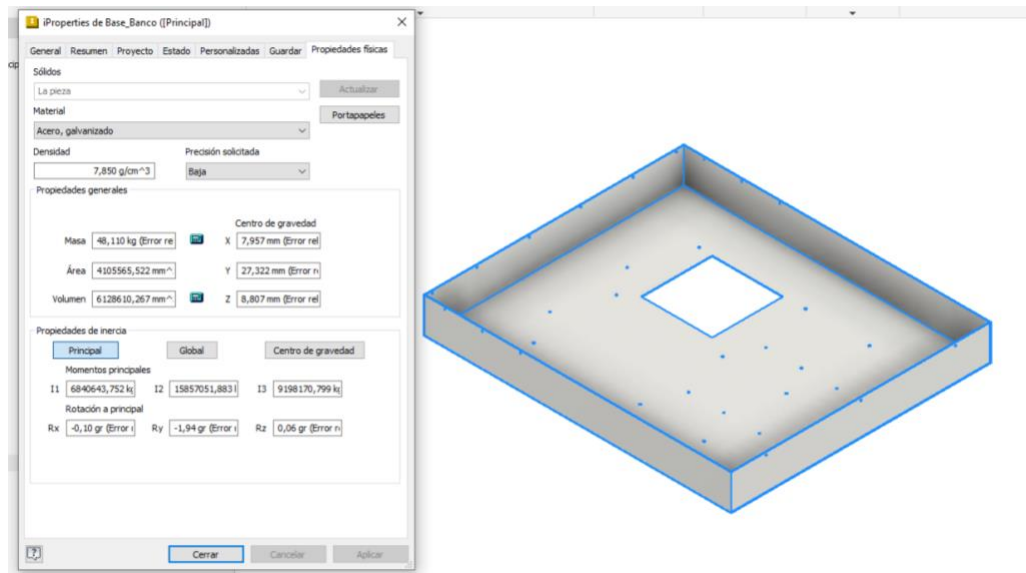 iProperties de Base_Banco ([Principal])
General Resumen Proyecto Estado Personalizadas Guardar Propiedades físicas
Sólidos
La pieza Actualizar
Material Portapapeles
Acero, galvanizado
Densidad Precisión solicitada
7,850 g/cm^3 Baja
Propiedades generales
Centro de gravedad
Masa 48,110 kg (Error re X 7,957 mm (Error rel
Área 4105565,522 mm^ Y 27,322 mm (Error r
Volumen 6128610,267 mm^ Z 8,807 mm (Error rel
Propiedades de inercia
Principal Global Centro de gravedad
Momentos principales
I1 6840643,752 kg I2 15857051,883 I3 9198170,799 kg
Rotación a principal
Rx -0,10 gr (Error Ry -1,94 gr (Error Rz 0,06 gr (Error r
Cerrar Cancelar Aplicar